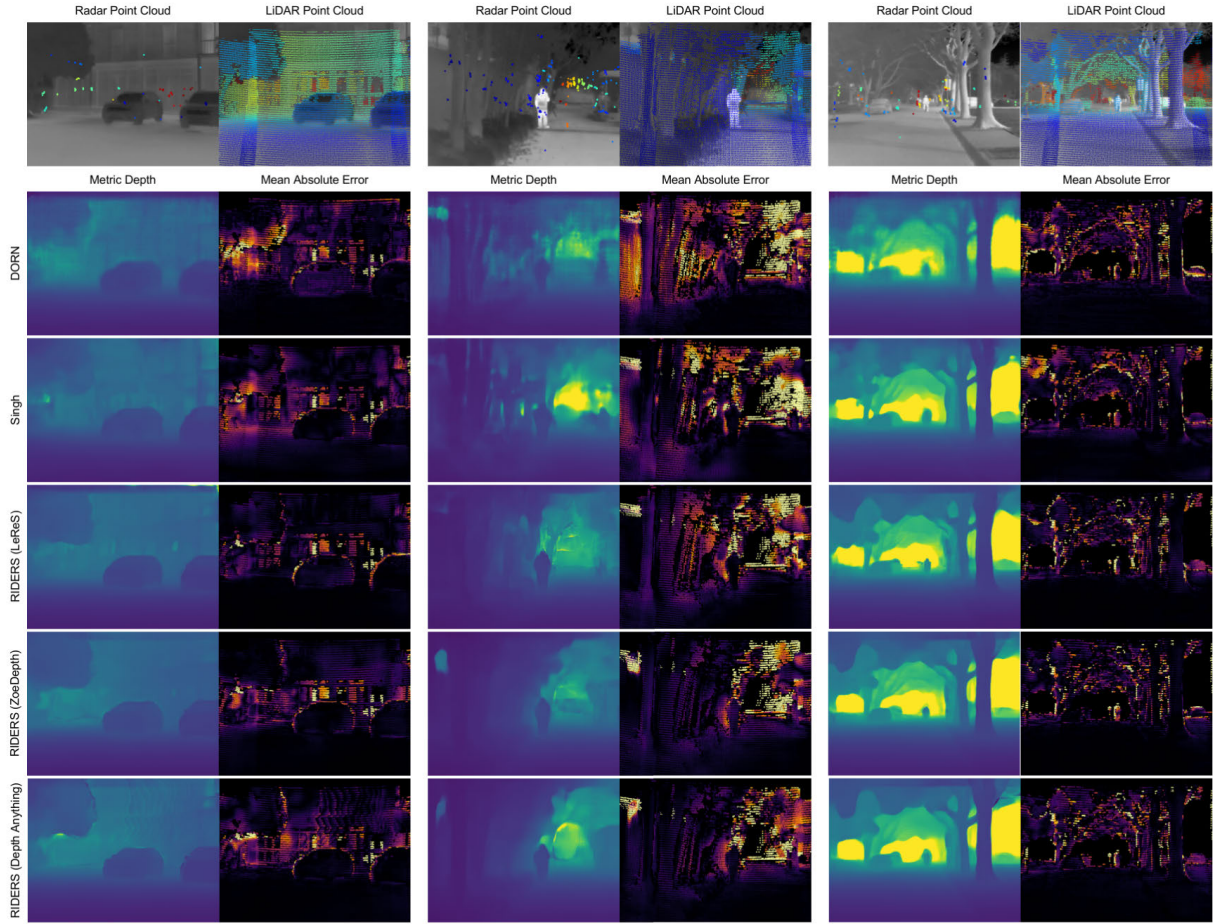 Radar Point Cloud LiDAR Point Cloud Radar Point Cloud LiDAR Point Cloud Radar Point Cloud LiDAR Point Cloud
Metric Depth Mean Absolute Error Metric Depth Mean Absolute Error Metric Depth Mean Absolute Error
DORN
Singh
RIDERS (LeReS)
RIDERS (ZoeDepth)
RIDERS (Depth Anything)